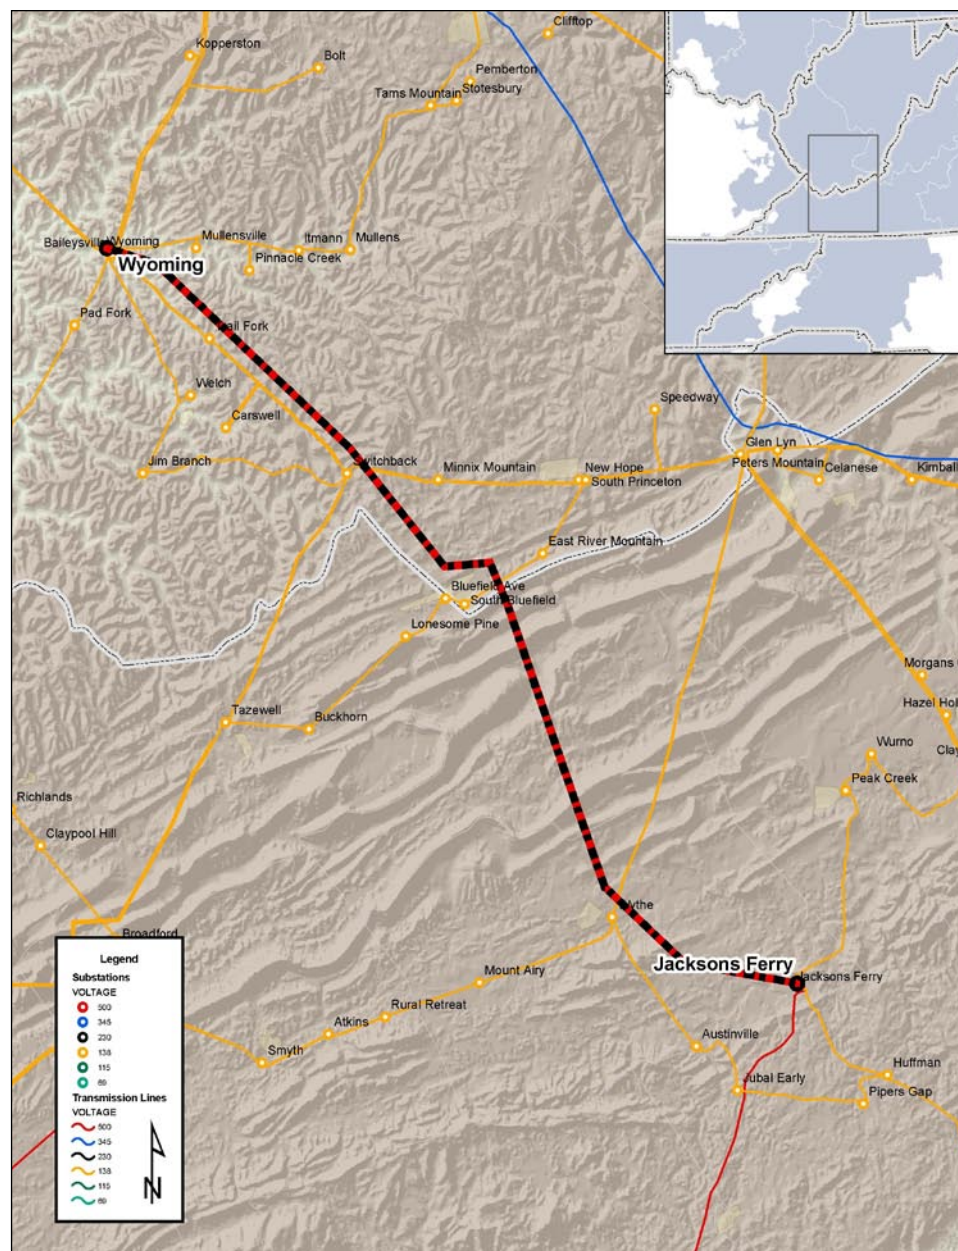 Clifftop
Kopperston
Bolt
Pemberton
Stotesbury
Tams Mountain
Baileysville
Wyoming
Mullensville
Itmann
Mullens
Wyoming
Pinnacle Creek
Pad Fork
Welch
Speedway
Carswell
Glen Lyn
Switchback
Minnix Mountain
New Hope
Peters Mountain
Jim Branch
South Princeton
Celanese
Kimball
East River Mountain
Bluefield Ave
South Bluefield
Lonesome Pine
Morgans
Tazewell
Hazel Hol
Buckhorn
Wurno
Clay
Peak Creek
Richlands
Claypool Hill
Broadford
Jacksons Ferry
Mount Airy
Jacksons Ferry
Rural Retreat
Atkins
Austinville
Smyth
Huffman
Jubal Early
Pipers Gap
Legend
Substations
VOLTAGE
500
345
230
138
115
69
Transmission Lines
VOLTAGE
500
345
230
138
115
69
N